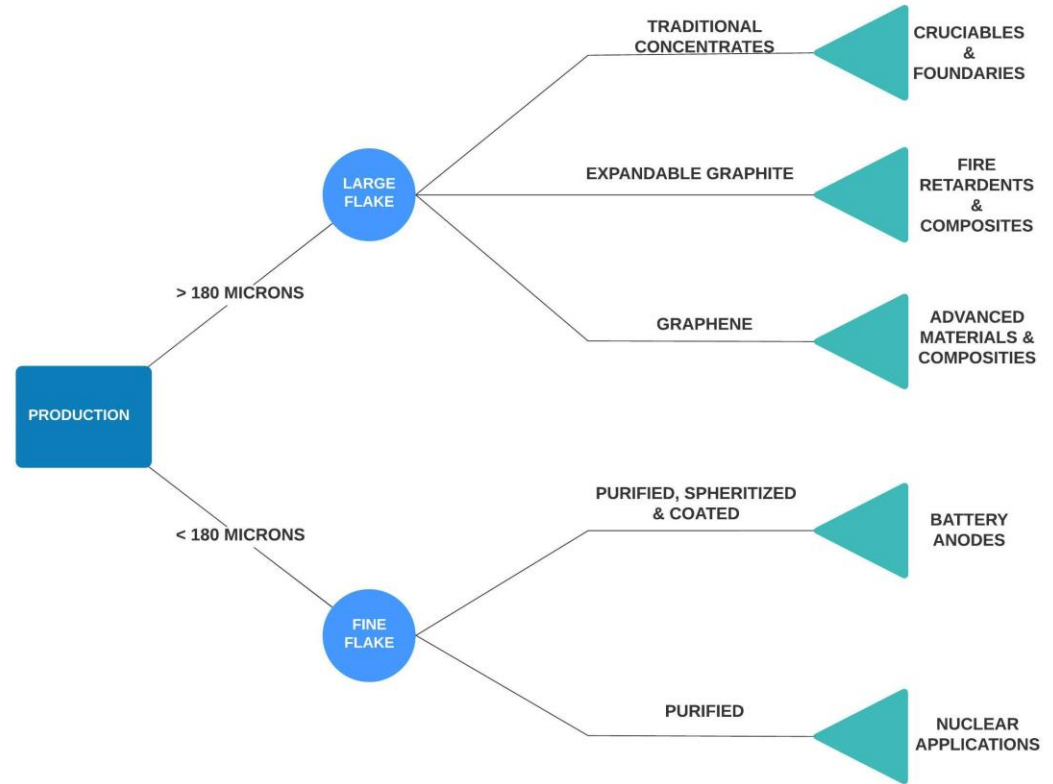 TRADITIONAL
CONCENTRATES
CRUCIABLES
&
FOUNDARIES
LARGE
FLAKE
EXPANDABLE GRAPHITE
FIRE
RETARDENTS
&
COMPOSITES
> 180 MICRONS
GRAPHENE
ADVANCED
MATERIALS &
COMPOSITIES
PRODUCTION
< 180 MICRONS
PURIFIED, SPHERITIZED
& COATED
BATTERY
ANODES
FINE
FLAKE
PURIFIED
NUCLEAR
APPLICATIONS